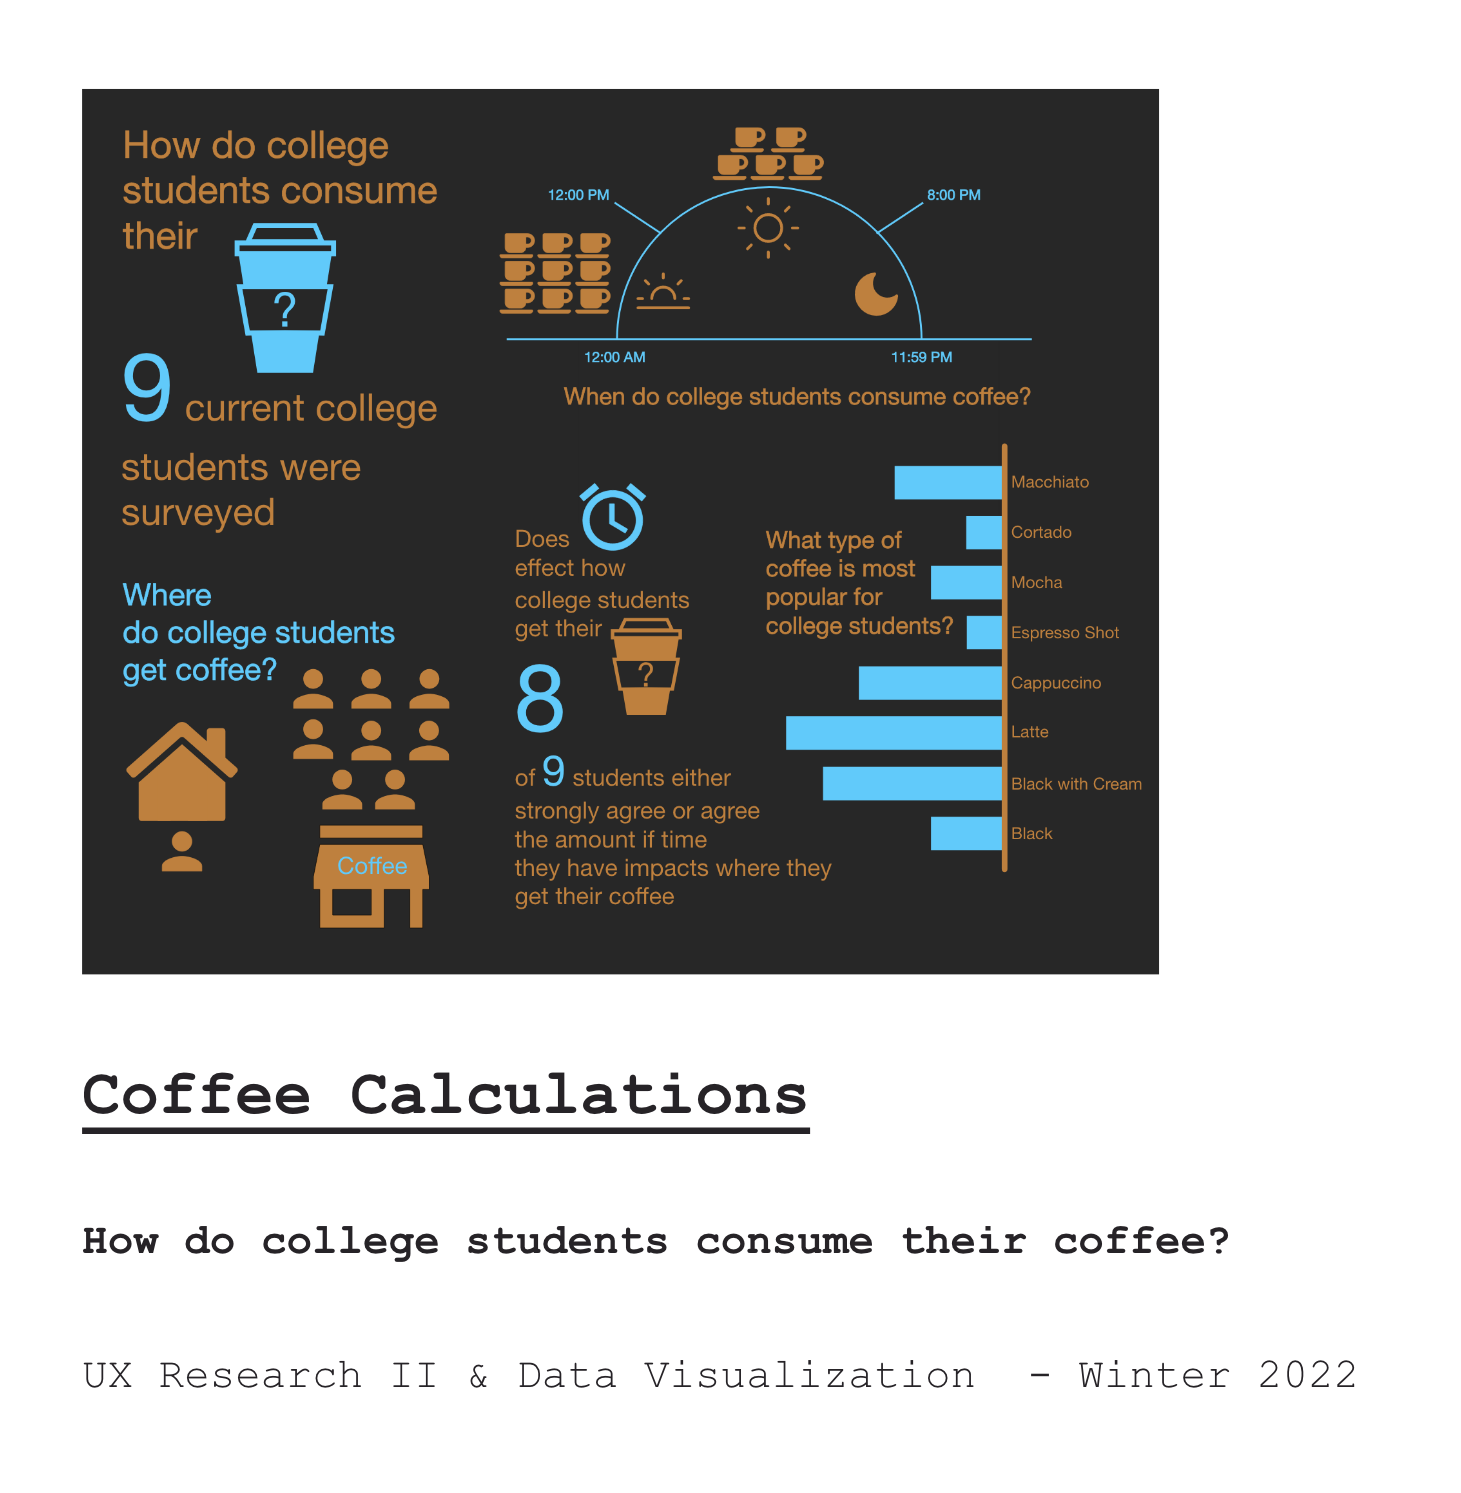 How do college
students consume
their
?
9 current college
students were
surveyed
Where
do college students
get coffee?
Coffee
12:00 PM
8:00 PM
12:00 AM
11:59 PM
When do college students consume coffee?
Does
effect how
college students
get their
?
8
of 9 students either
strongly agree or agree
the amount if time
they have impacts where they
get their coffee
What type of
coffee is most
popular for
college students?
Macchiato
Cortado
Mocha
Espresso Shot
Cappuccino
Latte
Black with Cream
Black
Coffee Calculations
How do college students consume their coffee?
UX Research II & Data Visualization - Winter 2022